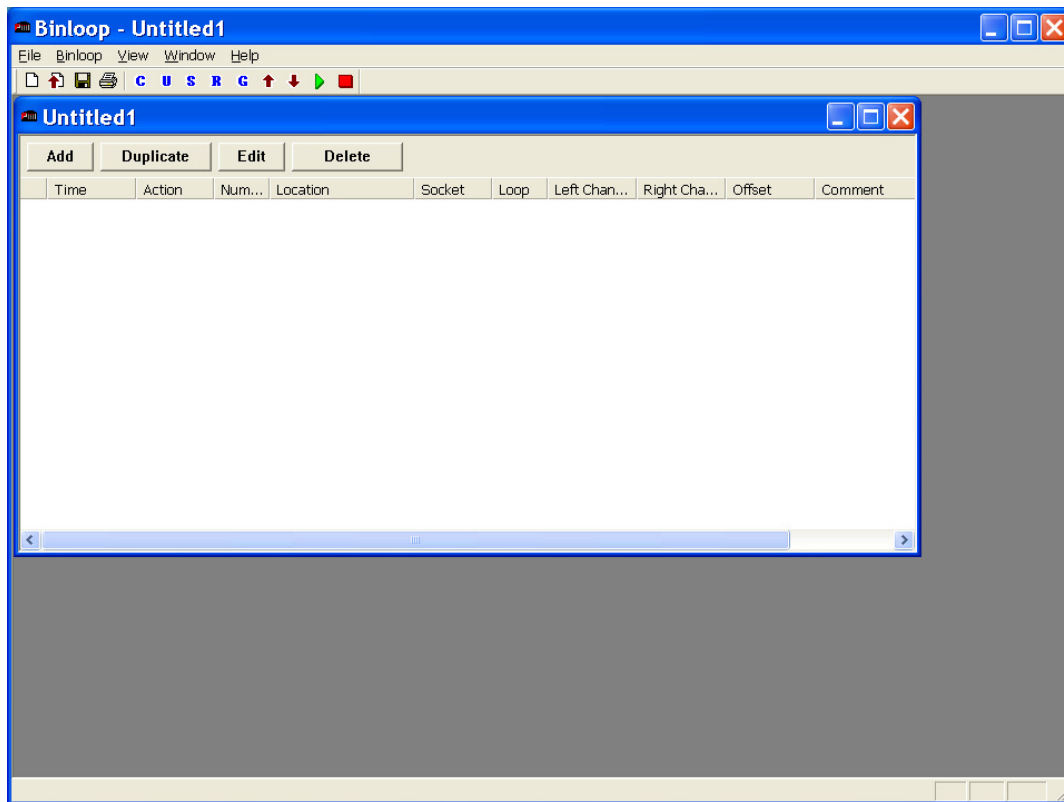 Binloop - Untitled1
File Binloop View Window Help
C U S R G
Untitled1
Add Duplicate Edit Delete
Time Action Num... Location Socket Loop Left Chan... Right Cha... Offset Comment